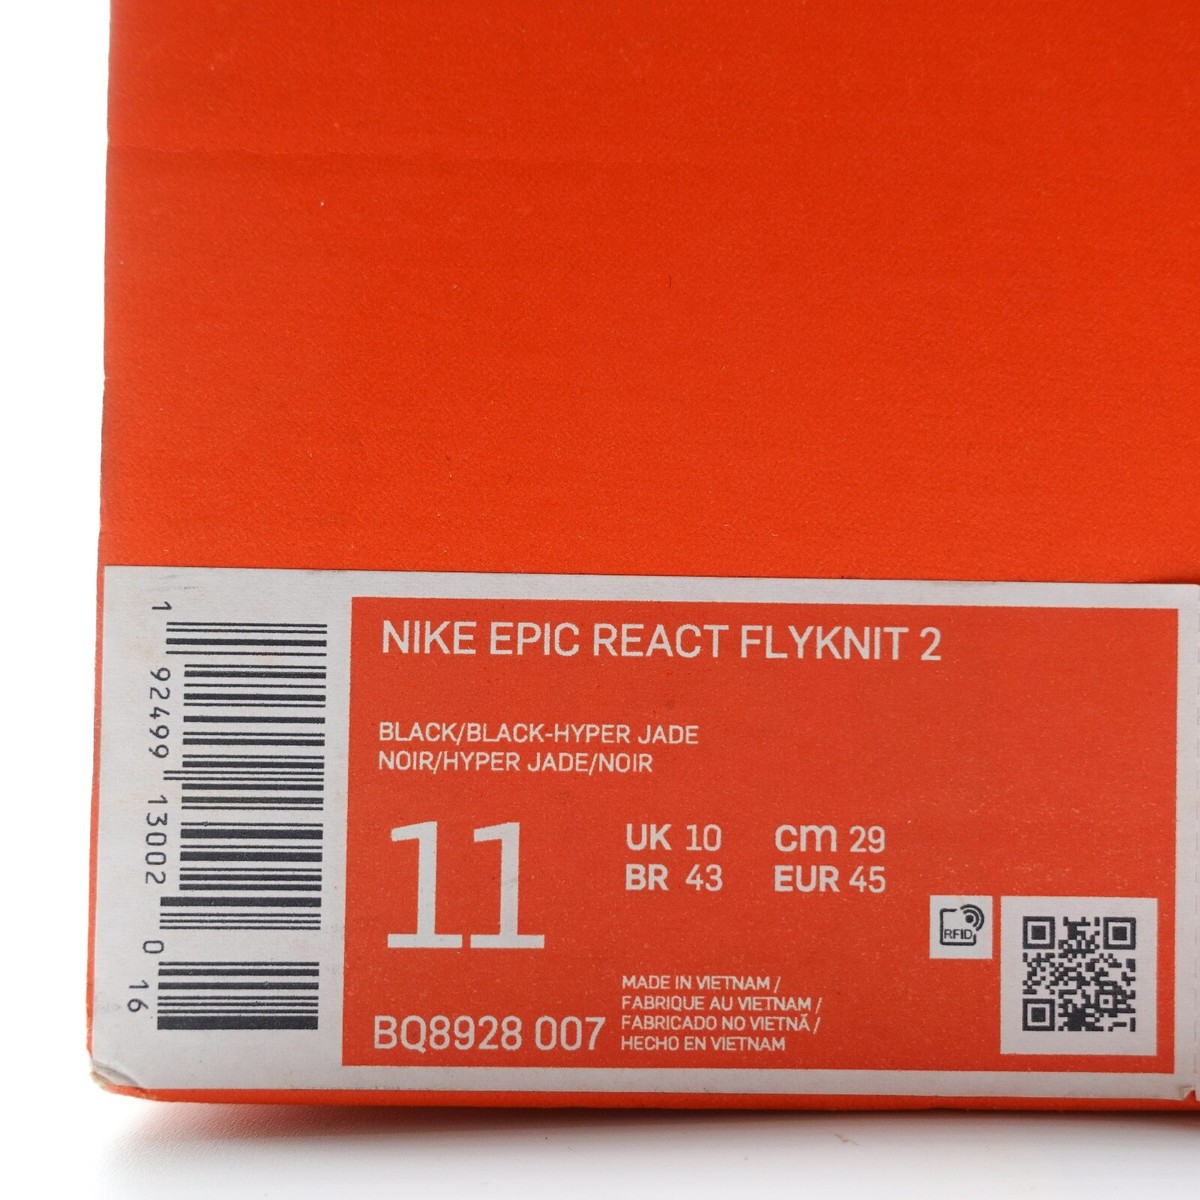 1 92499 13002 0 16
NIKE EPIC REACT FLYKNIT 2
BLACK/BLACK-HYPER JADE
NOIR/HYPER JADE/NOIR
11
UK 10 cm 29
BR 43 EUR 45
RFID
BQ8928 007
MADE IN VIETNAM /
FABRIQUE AU VIETNAM /
FABRICADO NO VIETNÃ /
HECHO EN VIETNAM